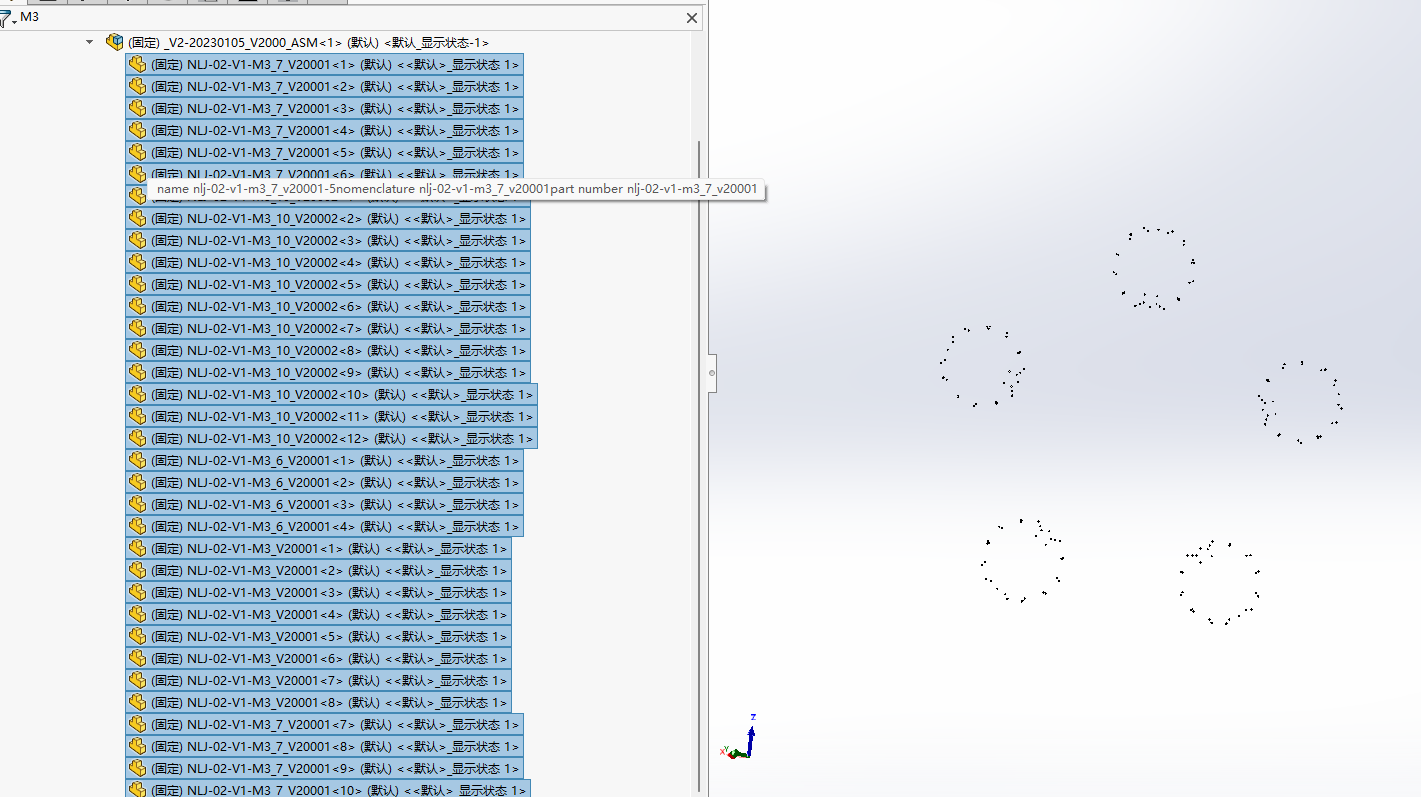 M3
(固定) _V2-20230105_V2000_ASM<1> (默认) <默认_显示状态-1>
(固定) NLJ-02-V1-M3_7_V20001<1> (默认) <<默认>_显示状态 1>
(固定) NLJ-02-V1-M3_7_V20001<2> (默认) <<默认>_显示状态 1>
(固定) NLJ-02-V1-M3_7_V20001<3> (默认) <<默认>_显示状态 1>
(固定) NLJ-02-V1-M3_7_V20001<4> (默认) <<默认>_显示状态 1>
(固定) NLJ-02-V1-M3_7_V20001<5> (默认) <<默认>_显示状态 1>
(固定) NLJ-02-V1-M3_7_V20001<6> (默认) <<默认>_显示状态 1>
name nlj-02-v1-m3_7_v20001-5nomenclature nlj-02-v1-m3_7_v20001part number nlj-02-v1-m3_7_v20001
(固定) NLJ-02-V1-M3_10_V20002<2> (默认) <<默认>_显示状态 1>
(固定) NLJ-02-V1-M3_10_V20002<3> (默认) <<默认>_显示状态 1>
(固定) NLJ-02-V1-M3_10_V20002<4> (默认) <<默认>_显示状态 1>
(固定) NLJ-02-V1-M3_10_V20002<5> (默认) <<默认>_显示状态 1>
(固定) NLJ-02-V1-M3_10_V20002<6> (默认) <<默认>_显示状态 1>
(固定) NLJ-02-V1-M3_10_V20002<7> (默认) <<默认>_显示状态 1>
(固定) NLJ-02-V1-M3_10_V20002<8> (默认) <<默认>_显示状态 1>
(固定) NLJ-02-V1-M3_10_V20002<9> (默认) <<默认>_显示状态 1>
(固定) NLJ-02-V1-M3_10_V20002<10> (默认) <<默认>_显示状态 1>
(固定) NLJ-02-V1-M3_10_V20002<11> (默认) <<默认>_显示状态 1>
(固定) NLJ-02-V1-M3_10_V20002<12> (默认) <<默认>_显示状态 1>
(固定) NLJ-02-V1-M3_6_V20001<1> (默认) <<默认>_显示状态 1>
(固定) NLJ-02-V1-M3_6_V20001<2> (默认) <<默认>_显示状态 1>
(固定) NLJ-02-V1-M3_6_V20001<3> (默认) <<默认>_显示状态 1>
(固定) NLJ-02-V1-M3_6_V20001<4> (默认) <<默认>_显示状态 1>
(固定) NLJ-02-V1-M3_V20001<1> (默认) <<默认>_显示状态 1>
(固定) NLJ-02-V1-M3_V20001<2> (默认) <<默认>_显示状态 1>
(固定) NLJ-02-V1-M3_V20001<3> (默认) <<默认>_显示状态 1>
(固定) NLJ-02-V1-M3_V20001<4> (默认) <<默认>_显示状态 1>
(固定) NLJ-02-V1-M3_V20001<5> (默认) <<默认>_显示状态 1>
(固定) NLJ-02-V1-M3_V20001<6> (默认) <<默认>_显示状态 1>
(固定) NLJ-02-V1-M3_V20001<7> (默认) <<默认>_显示状态 1>
(固定) NLJ-02-V1-M3_V20001<8> (默认) <<默认>_显示状态 1>
(固定) NLJ-02-V1-M3_7_V20001<7> (默认) <<默认>_显示状态 1>
(固定) NLJ-02-V1-M3_7_V20001<8> (默认) <<默认>_显示状态 1>
(固定) NLJ-02-V1-M3_7_V20001<9> (默认) <<默认>_显示状态 1>
(固定) NLJ-02-V1-M3_7_V20001<10> (默认) <<默认>_显示状态 1>
Z
X
Y